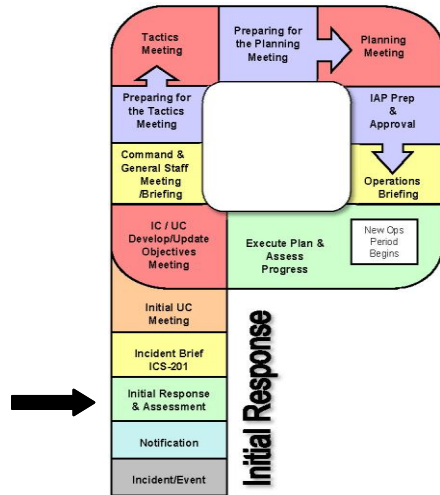 Tactics
Meeting
Preparing for
the Planning
Meeting
Planning
Meeting
Preparing for
the Tactics
Meeting
IAP Prep
&
Approval
Command &
General Staff
Meeting
/Briefing
Operations
Briefing
IC / UC
Develop/Update
Objectives
Meeting
Execute Plan &
Assess
Progress
New Ops
Period
Begins
Initial UC
Meeting
Incident Brief
ICS-201
Initial Response
& Assessment
Notification
Incident/Event
Initial Response